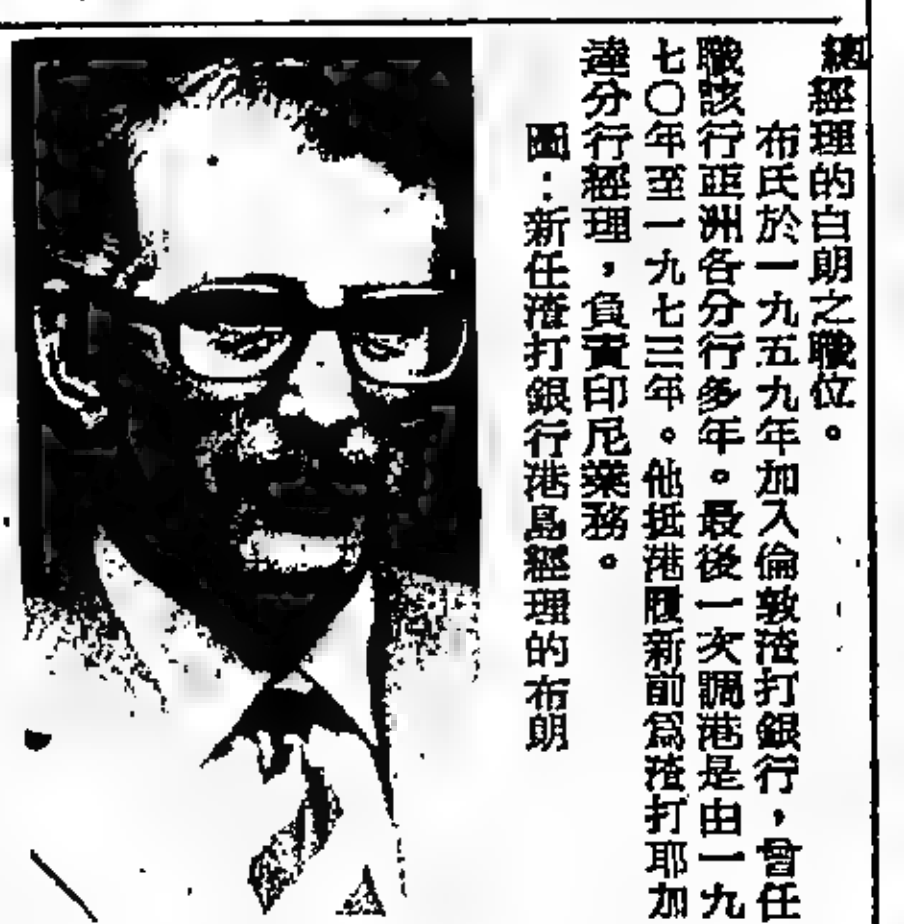 總經理的白朗之職位。
布氏於一九五九年加入倫敦渣打銀行，曾任
職該行亞洲各分行多年。最後一次調港是由一九
七〇年至一九七三年。他抵港履新前爲渣打耶加
達分行經理，負責印尼業務。
圖：新任渣打銀行港島經理的布朗